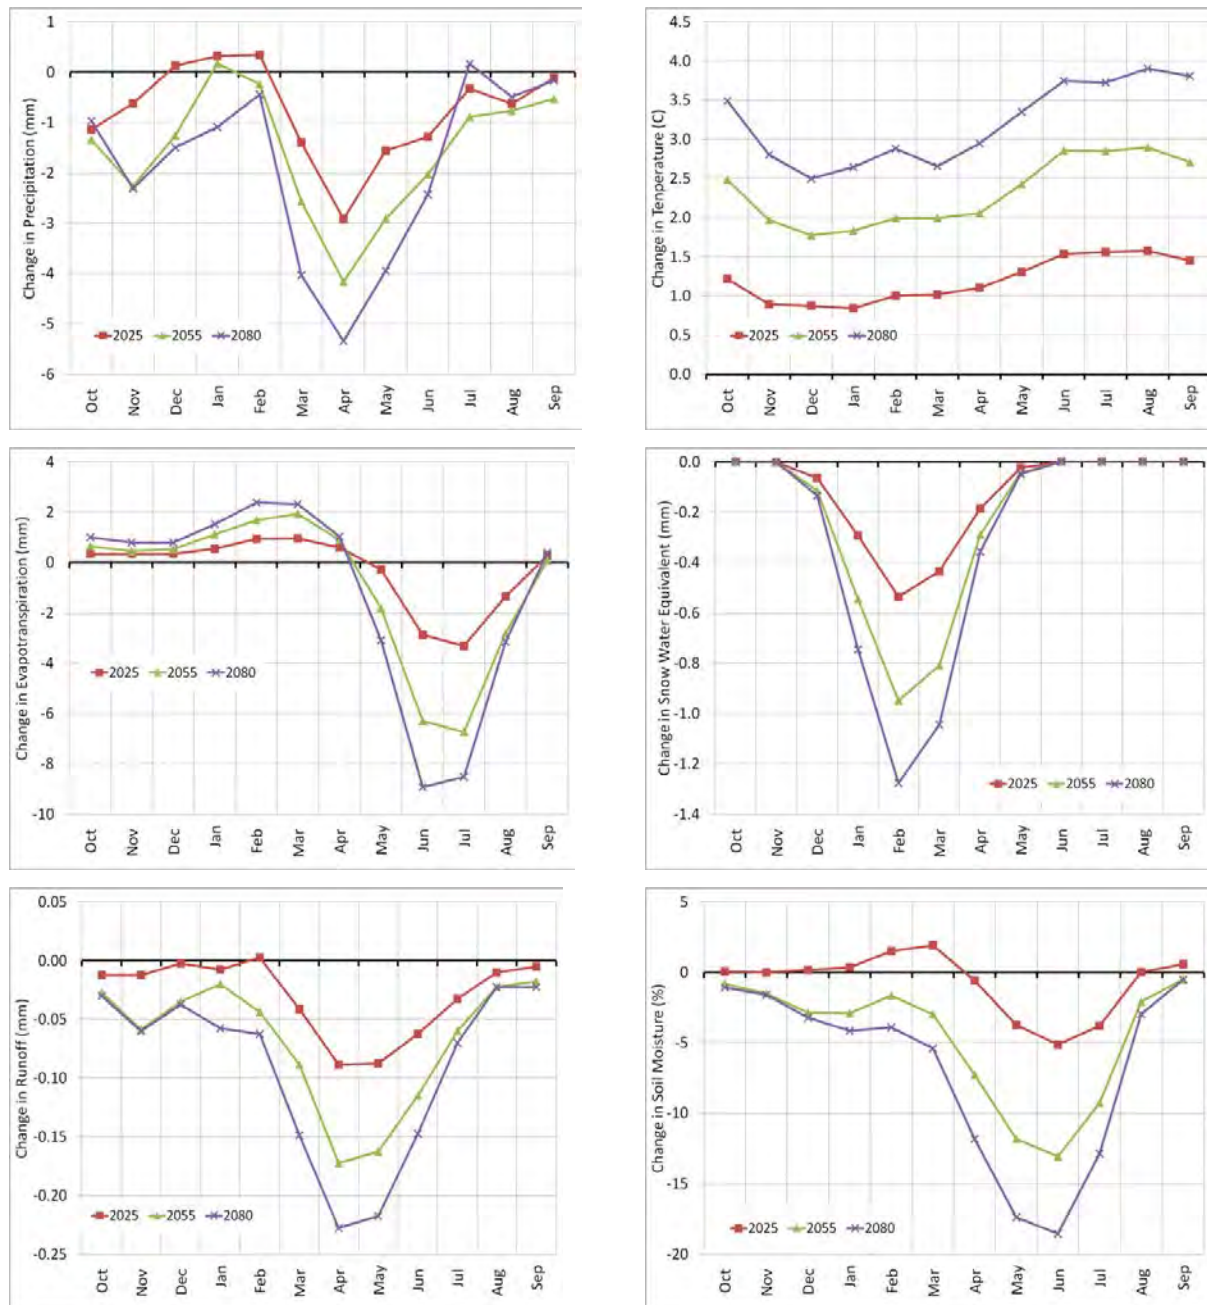 Change in Precipitation (mm)
1
0
-1
-2
-3
-4
-5
-6
2025 2055 2080
Oct Nov Dec Jan Feb Mar Apr May Jun Jul Aug Sep
Change in Tenperature (C)
4.5
4.0
3.5
3.0
2.5
2.0
1.5
1.0
0.5
0.0
2025 2055 2080
Oct Nov Dec Jan Feb Mar Apr May Jun Jul Aug Sep
Change in Evapotranspiration (mm)
4
2
0
-2
-4
-6
-8
-10
2025 2055 2080
Oct Nov Dec Jan Feb Mar Apr May Jun Jul Aug Sep
Change in Snow Water Equivalent (mm)
0.0
-0.2
-0.4
-0.6
-0.8
-1.0
-1.2
-1.4
2025 2055 2080
Oct Nov Dec Jan Feb Mar Apr May Jun Jul Aug Sep
Change in Runoff (mm)
0.05
0.00
-0.05
-0.10
-0.15
-0.20
-0.25
2025 2055 2080
Oct Nov Dec Jan Feb Mar Apr May Jun Jul Aug Sep
Change in Soil Moisture (%)
5
0
-5
-10
-15
-20
2025 2055 2080
Oct Nov Dec Jan Feb Mar Apr May Jun Jul Aug Sep